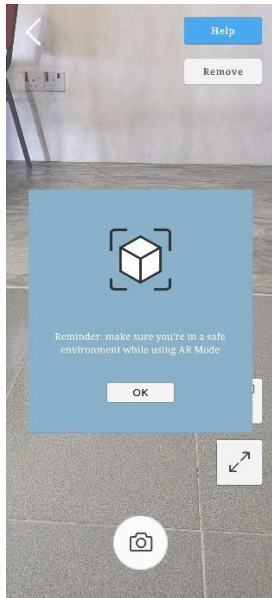 Help
Remove
Reminder: make sure you're in a safe
environment while using AR Mode
OK